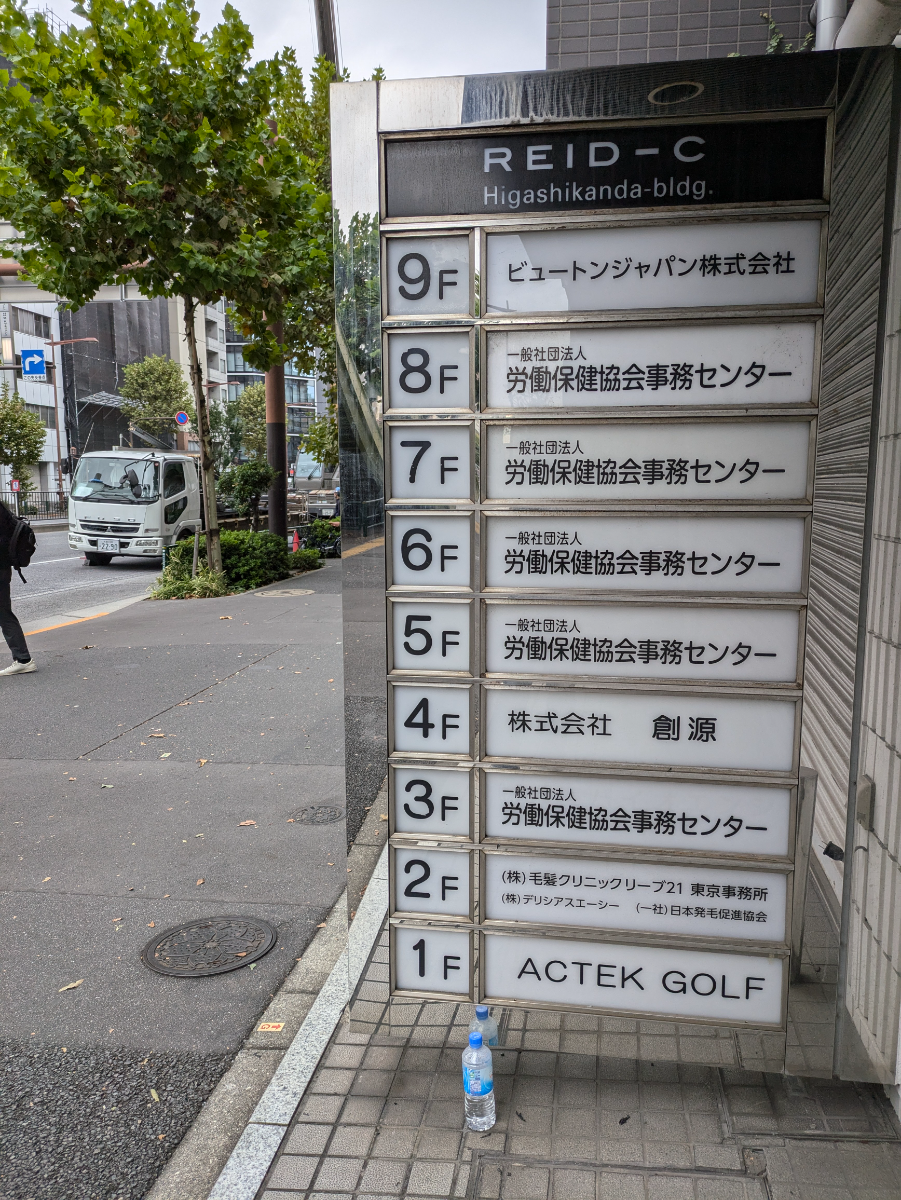 REID-C
Higashikanda-bldg.
9F ビュートンジャパン株式会社
8F 一般社団法人
労働保健協会事務センター
7F 一般社団法人
労働保健協会事務センター
6F 一般社団法人
労働保健協会事務センター
5F 一般社団法人
労働保健協会事務センター
4F 株式会社 創源
3F 一般社団法人
労働保健協会事務センター
2F (株)毛髪クリニックリーブ21 東京事務所
(株)デリシアスエーシー (一社)日本発毛促進協会
1F ACTEK GOLF